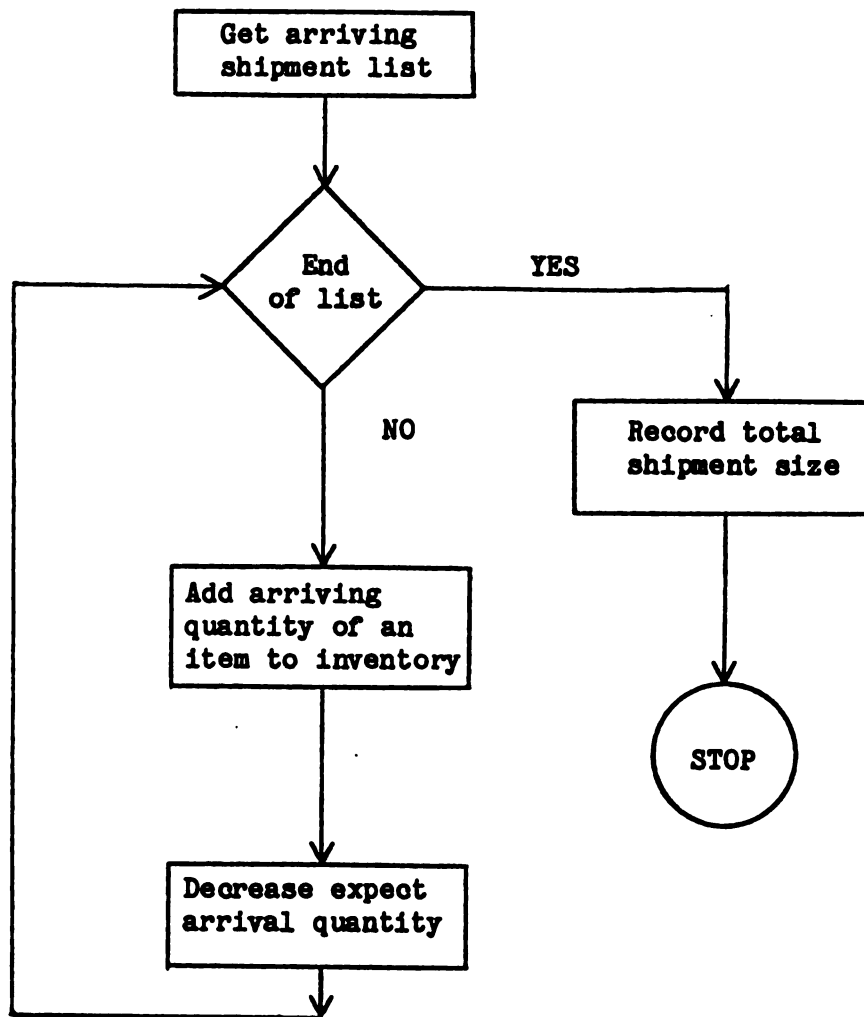 Get arriving
shipment list
End
of list
YES
NO
Record total
shipment size
Add arriving
quantity of an
item to inventory
STOP
Decrease expect
arrival quantity